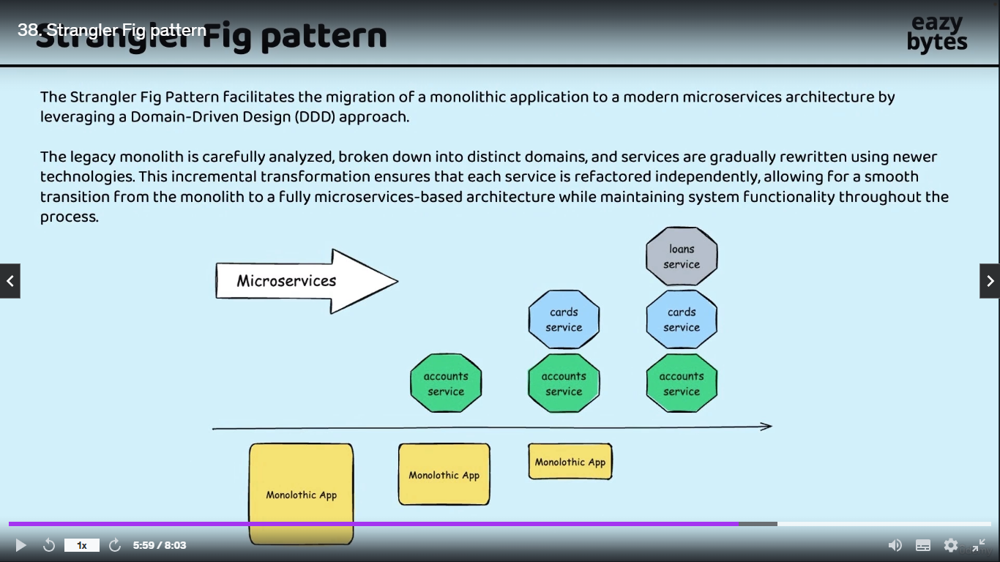 38. Strangler Fig pattern
Strangler Fig pattern
eazy
bytes
The Strangler Fig Pattern facilitates the migration of a monolithic application to a modern microservices architecture by
leveraging a Domain-Driven Design (DDD) approach.
The legacy monolith is carefully analyzed, broken down into distinct domains, and services are gradually rewritten using newer
technologies. This incremental transformation ensures that each service is refactored independently, allowing for a smooth
transition from the monolith to a fully microservices-based architecture while maintaining system functionality throughout the
process.
Microservices
loans
service
cards
service
cards
service
accounts
service
accounts
service
accounts
service
Monolothic App
Monolothic App
Monolothic App
1x
5:59 / 8:03